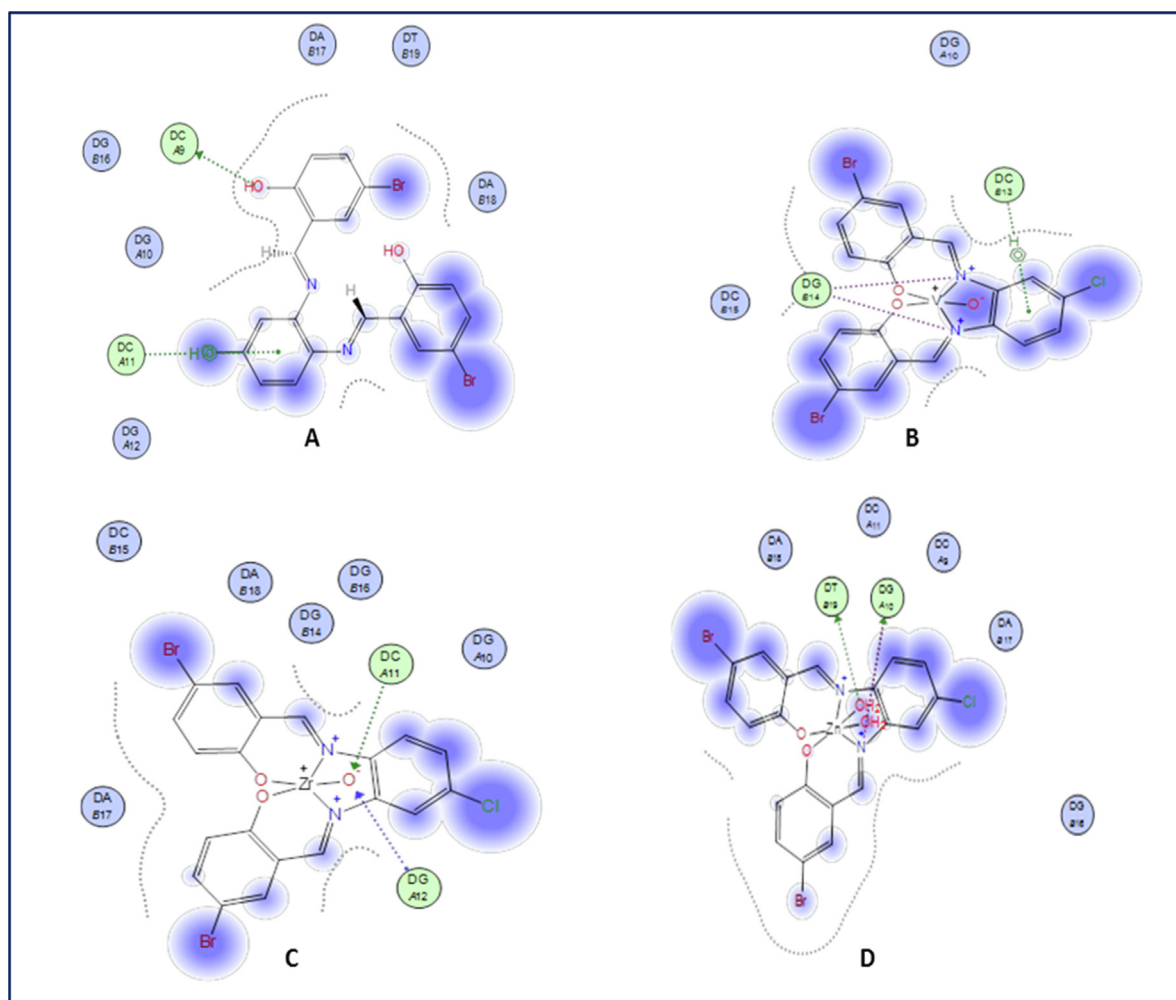 DA
B17
DT
B19
DG
B16
DC
A9
HO
Br
DA
B18
DG
A10
H
HO
H
N
DC
A11
H
N
Br
DG
A12
A
DG
A10
Br
DC
B13
H
N
+
Cl
DC
B15
DG
B14
O
O
+
V
O-
N
+
Br
B
DC
B15
DA
B18
DG
B16
DG
B14
DG
A10
Br
DC
A11
N
+
O
O
+
Zr
O-
N
+
Cl
DA
B17
Br
DG
A12
C
DC
A11
DA
B18
DC
A9
DT
B19
DG
A10
DA
B17
Br
N
+
OH2
OH2
Cl
O
Zn
O
N
DG
B16
Br
D